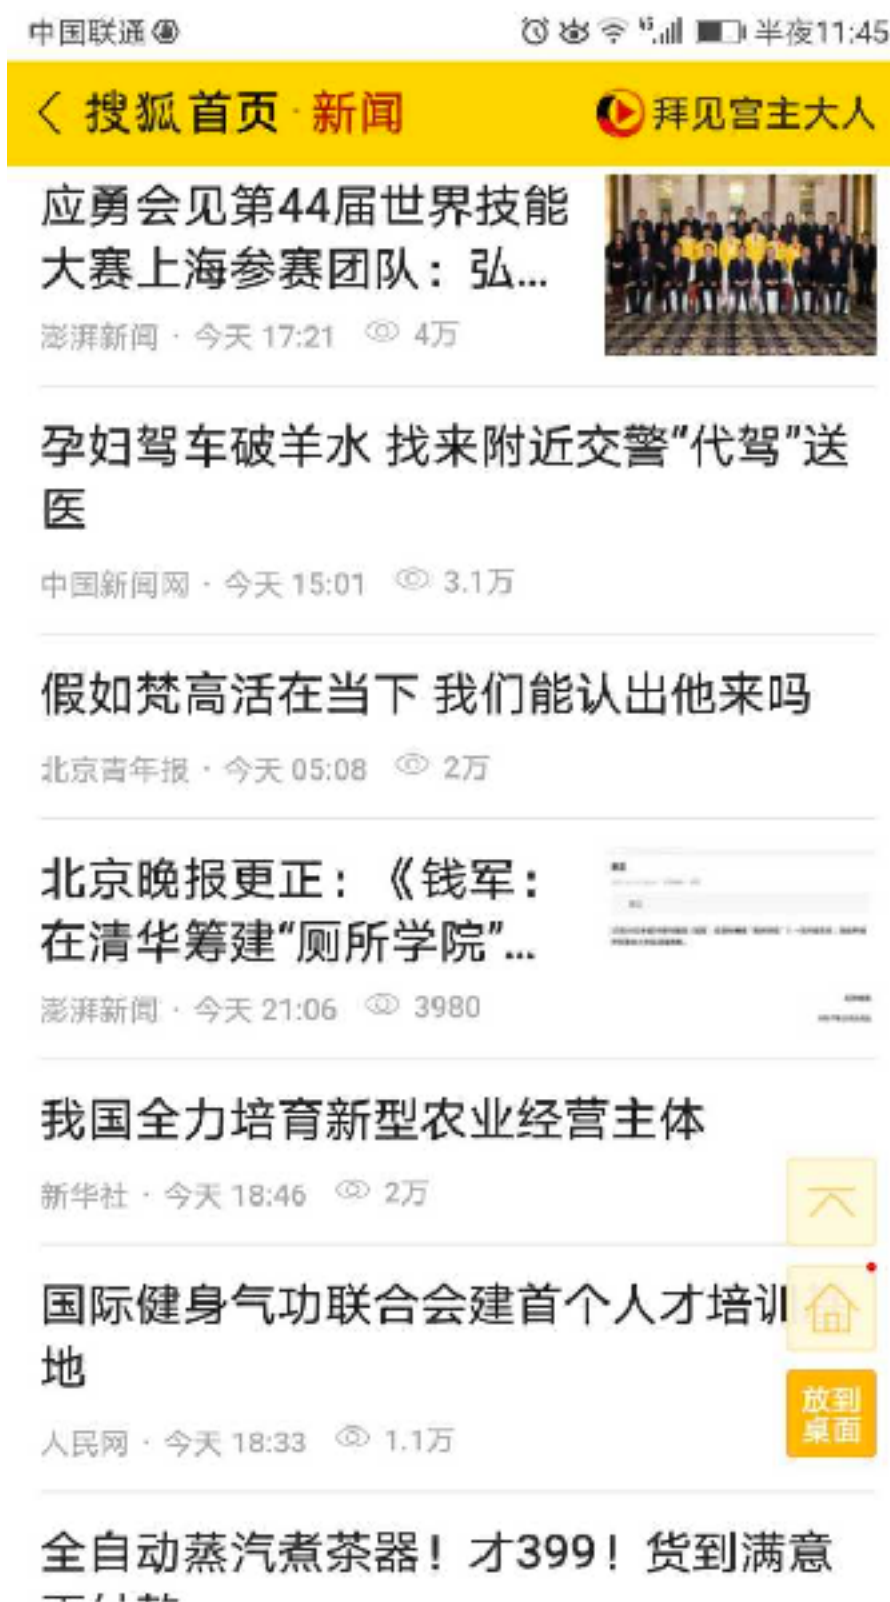 中国联通
半夜11:45
搜狐首页·新闻
拜见宫主大人
应勇会见第44届世界技能
大赛上海参赛团队：弘...
澎湃新闻 · 今天 17:21 4万
孕妇驾车破羊水 找来附近交警"代驾"送
医
中国新闻网 · 今天 15:01 3.1万
假如梵高活在当下 我们能认出他来吗
北京青年报 · 今天 05:08 2万
北京晚报更正：《钱军：
在清华筹建“厕所学院”...
澎湃新闻 · 今天 21:06 3980
我国全力培育新型农业经营主体
新华社 · 今天 18:46 2万
国际健身气功联合会建首个人才培训
地
人民网 · 今天 18:33 1.1万
放到
桌面
全自动蒸汽煮茶器！才399！货到满意